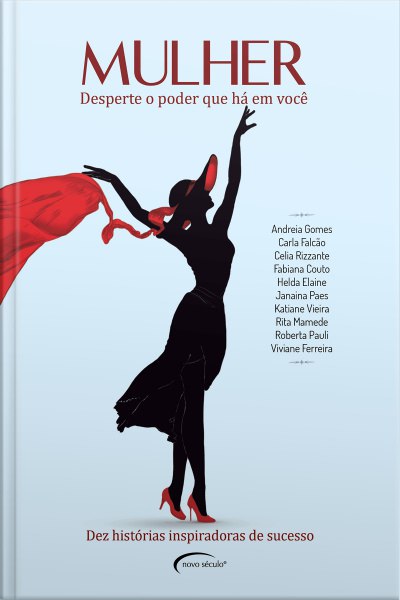 MULHER
Desperte o poder que há em você
Andreia Gomes
Carla Falcão
Celia Rizzante
Fabiana Couto
Helda Elaine
Janaina Paes
Katiane Vieira
Rita Mamede
Roberta Pauli
Viviane Ferreira
Dez histórias inspiradoras de sucesso
novo século®